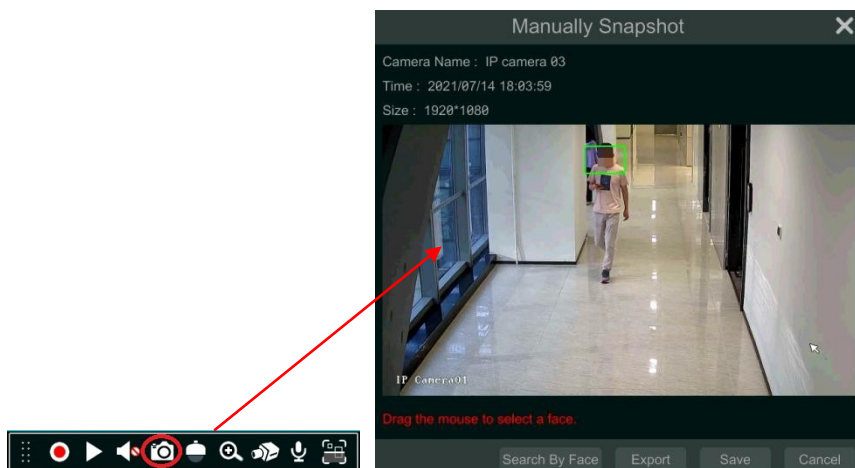 Manually Snapshot
Camera Name : IP camera 03
Time : 2021/07/14 18:03:59
Size : 1920*1080
IP Camera01
Drag the mouse to select a face.
Search By Face Export Save Cancel